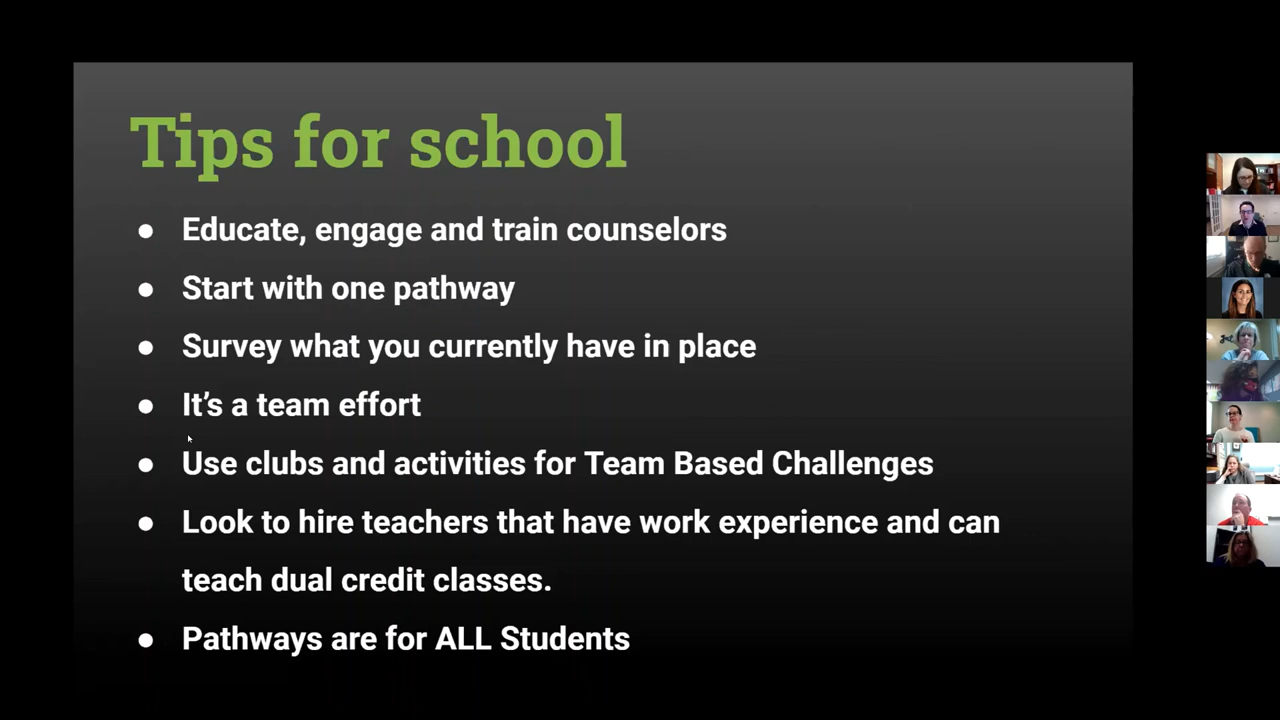 Tips for school
● Educate, engage and train counselors
● Start with one pathway
● Survey what you currently have in place
● It’s a team effort
● Use clubs and activities for Team Based Challenges
● Look to hire teachers that have work experience and can
teach dual credit classes.
● Pathways are for ALL Students